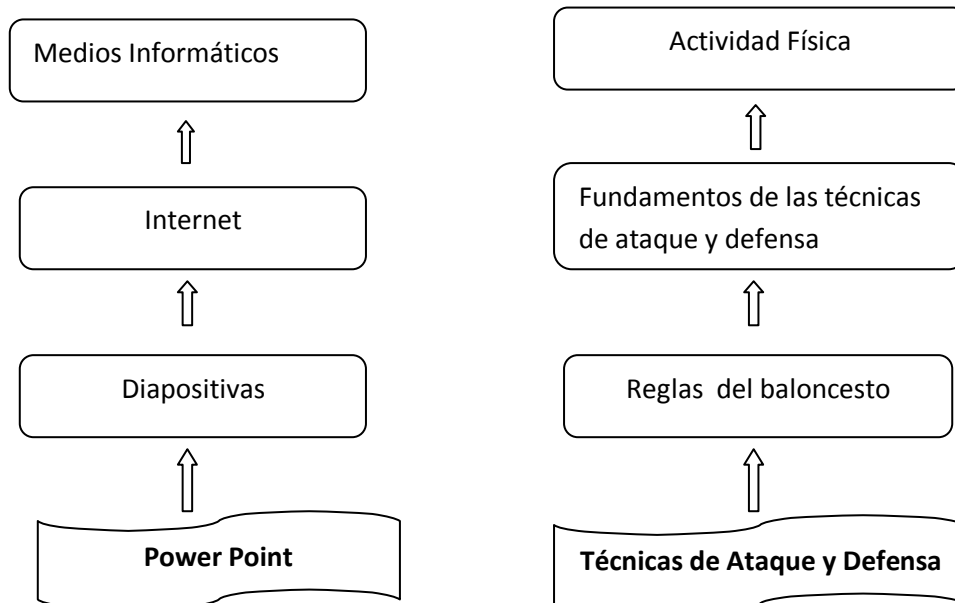 Medios Informáticos
Internet
Diapositivas
Power Point
Actividad Física
Fundamentos de las técnicas
de ataque y defensa
Reglas del baloncesto
Técnicas de Ataque y Defensa